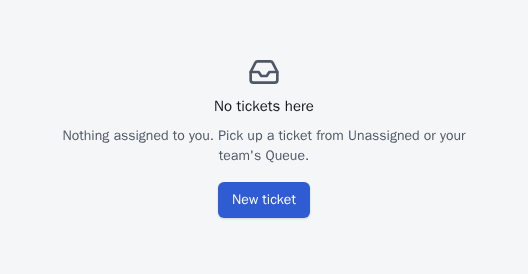 No tickets here
Nothing assigned to you. Pick up a ticket from Unassigned or your
team's Queue.
New ticket